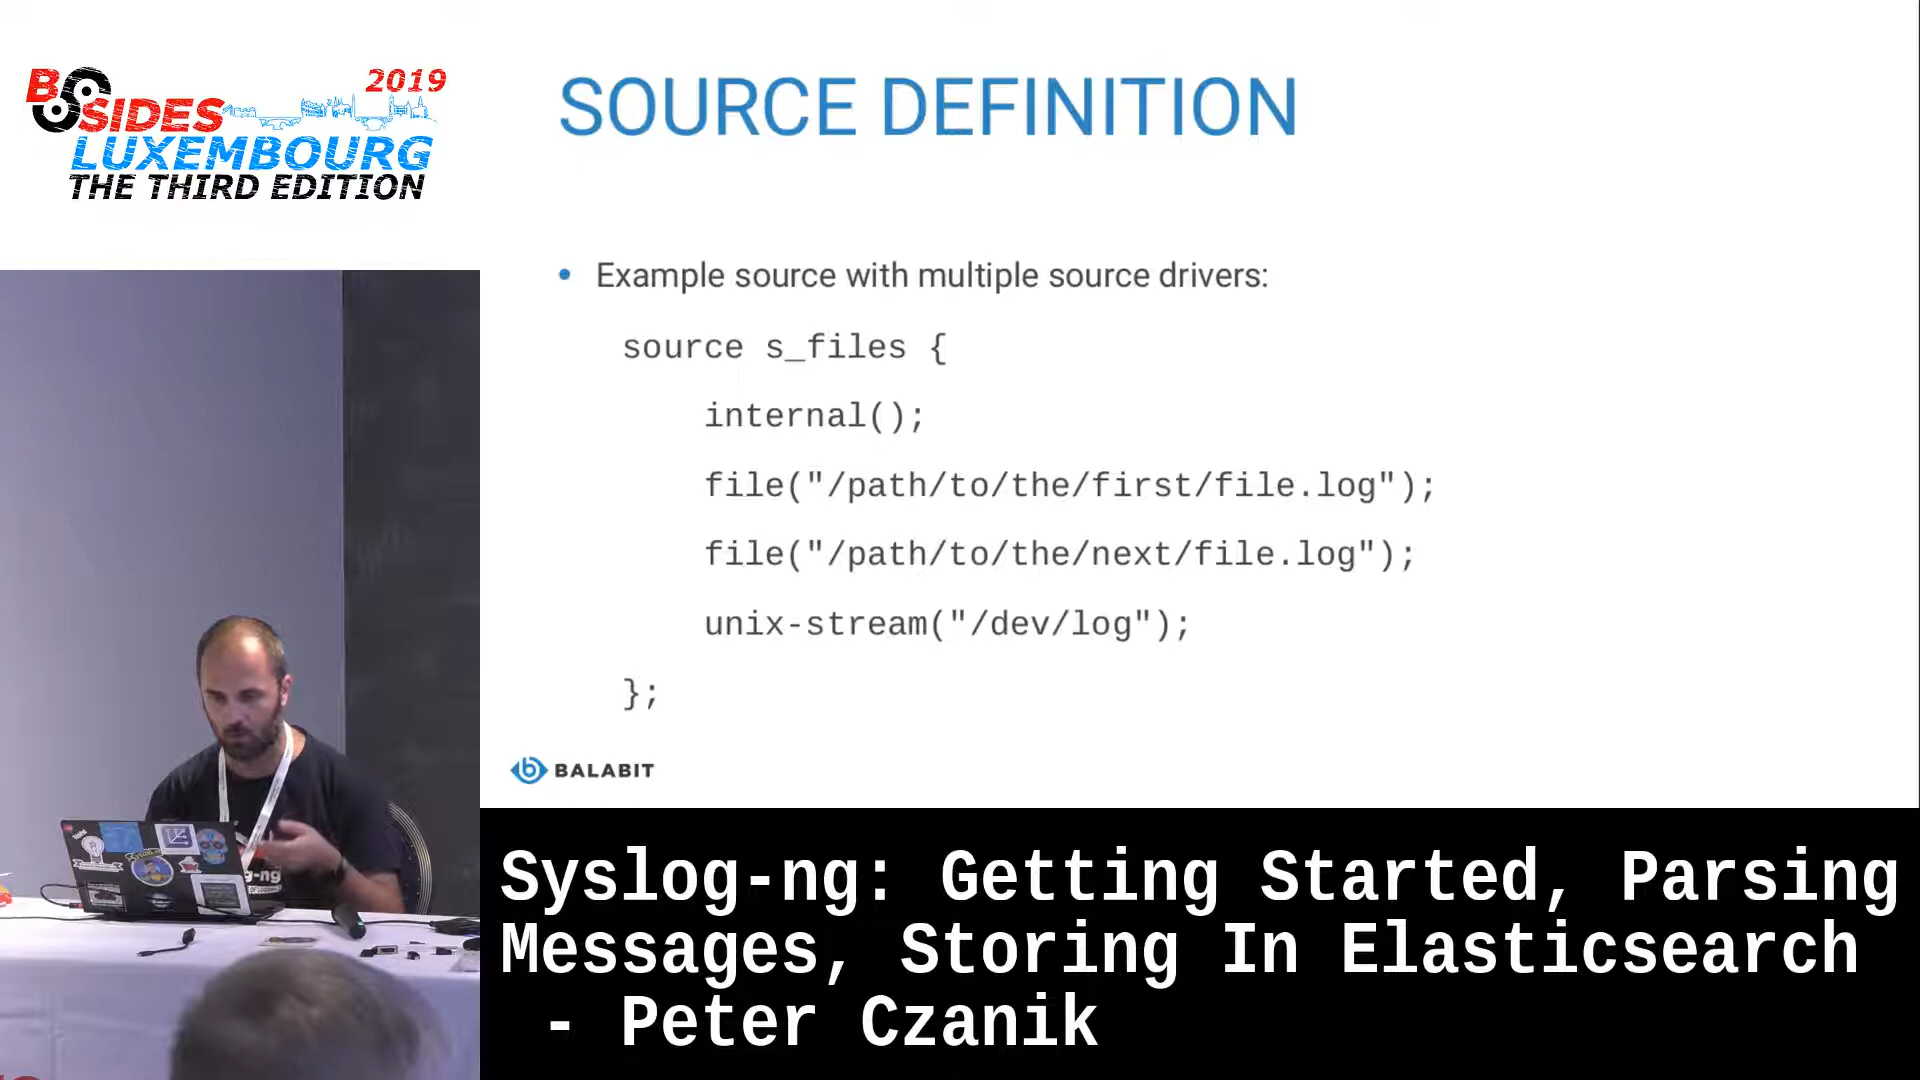 2019
BSIDES
LUXEMBOURG
THE THIRD EDITION
SOURCE DEFINITION
• Example source with multiple source drivers:
source s_files {
internal();
file("/path/to/the/first/file.log");
file("/path/to/the/next/file.log");
unix-stream("/dev/log");
};
BALABIT
Syslog-ng: Getting Started, Parsing
Messages, Storing In Elasticsearch
- Peter Czanik